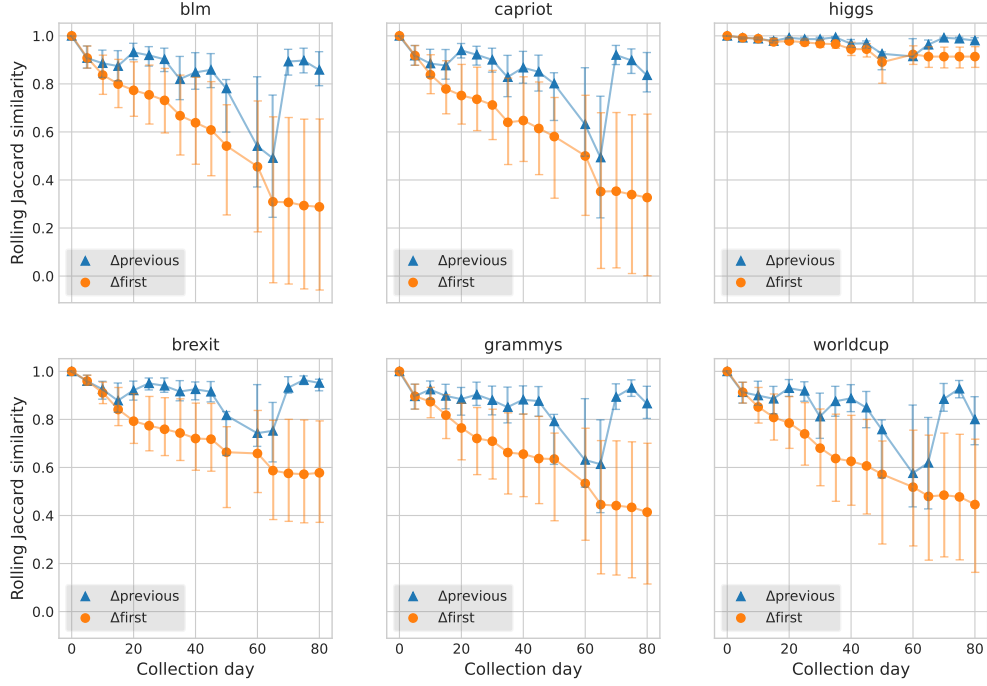 blm
capriot
higgs
1.0
0.8
0.6
0.4
0.2
0.0
Rolling Jaccard similarity
Δprevious
Δfirst
Δprevious
Δfirst
Δprevious
Δfirst
brexit
grammys
worldcup
1.0
0.8
0.6
0.4
0.2
0.0
Rolling Jaccard similarity
Δprevious
Δfirst
Δprevious
Δfirst
Δprevious
Δfirst
0 20 40 60 80
0 20 40 60 80
0 20 40 60 80
Collection day
Collection day
Collection day